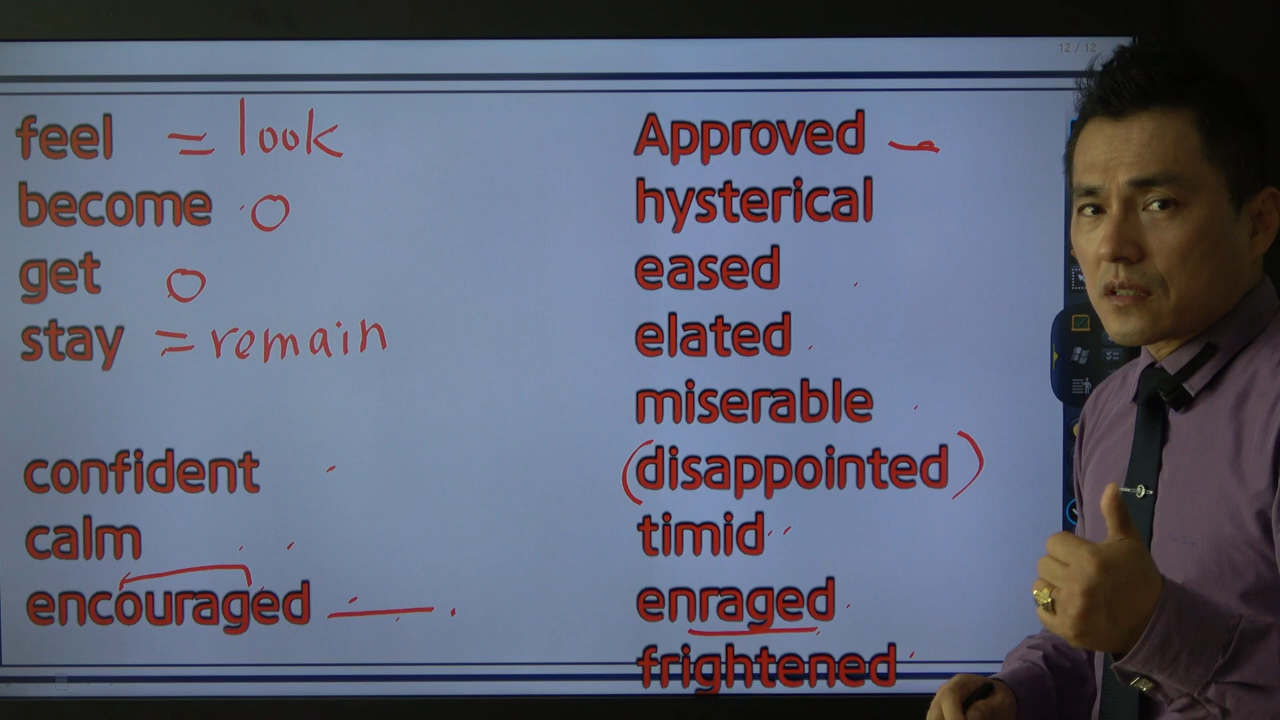 12 / 12
feel = look
become o
get o
stay = remain
confident
calm
encouraged
Approved
hysterical
eased
elated
miserable
(disappointed)
timid
enraged
frightened